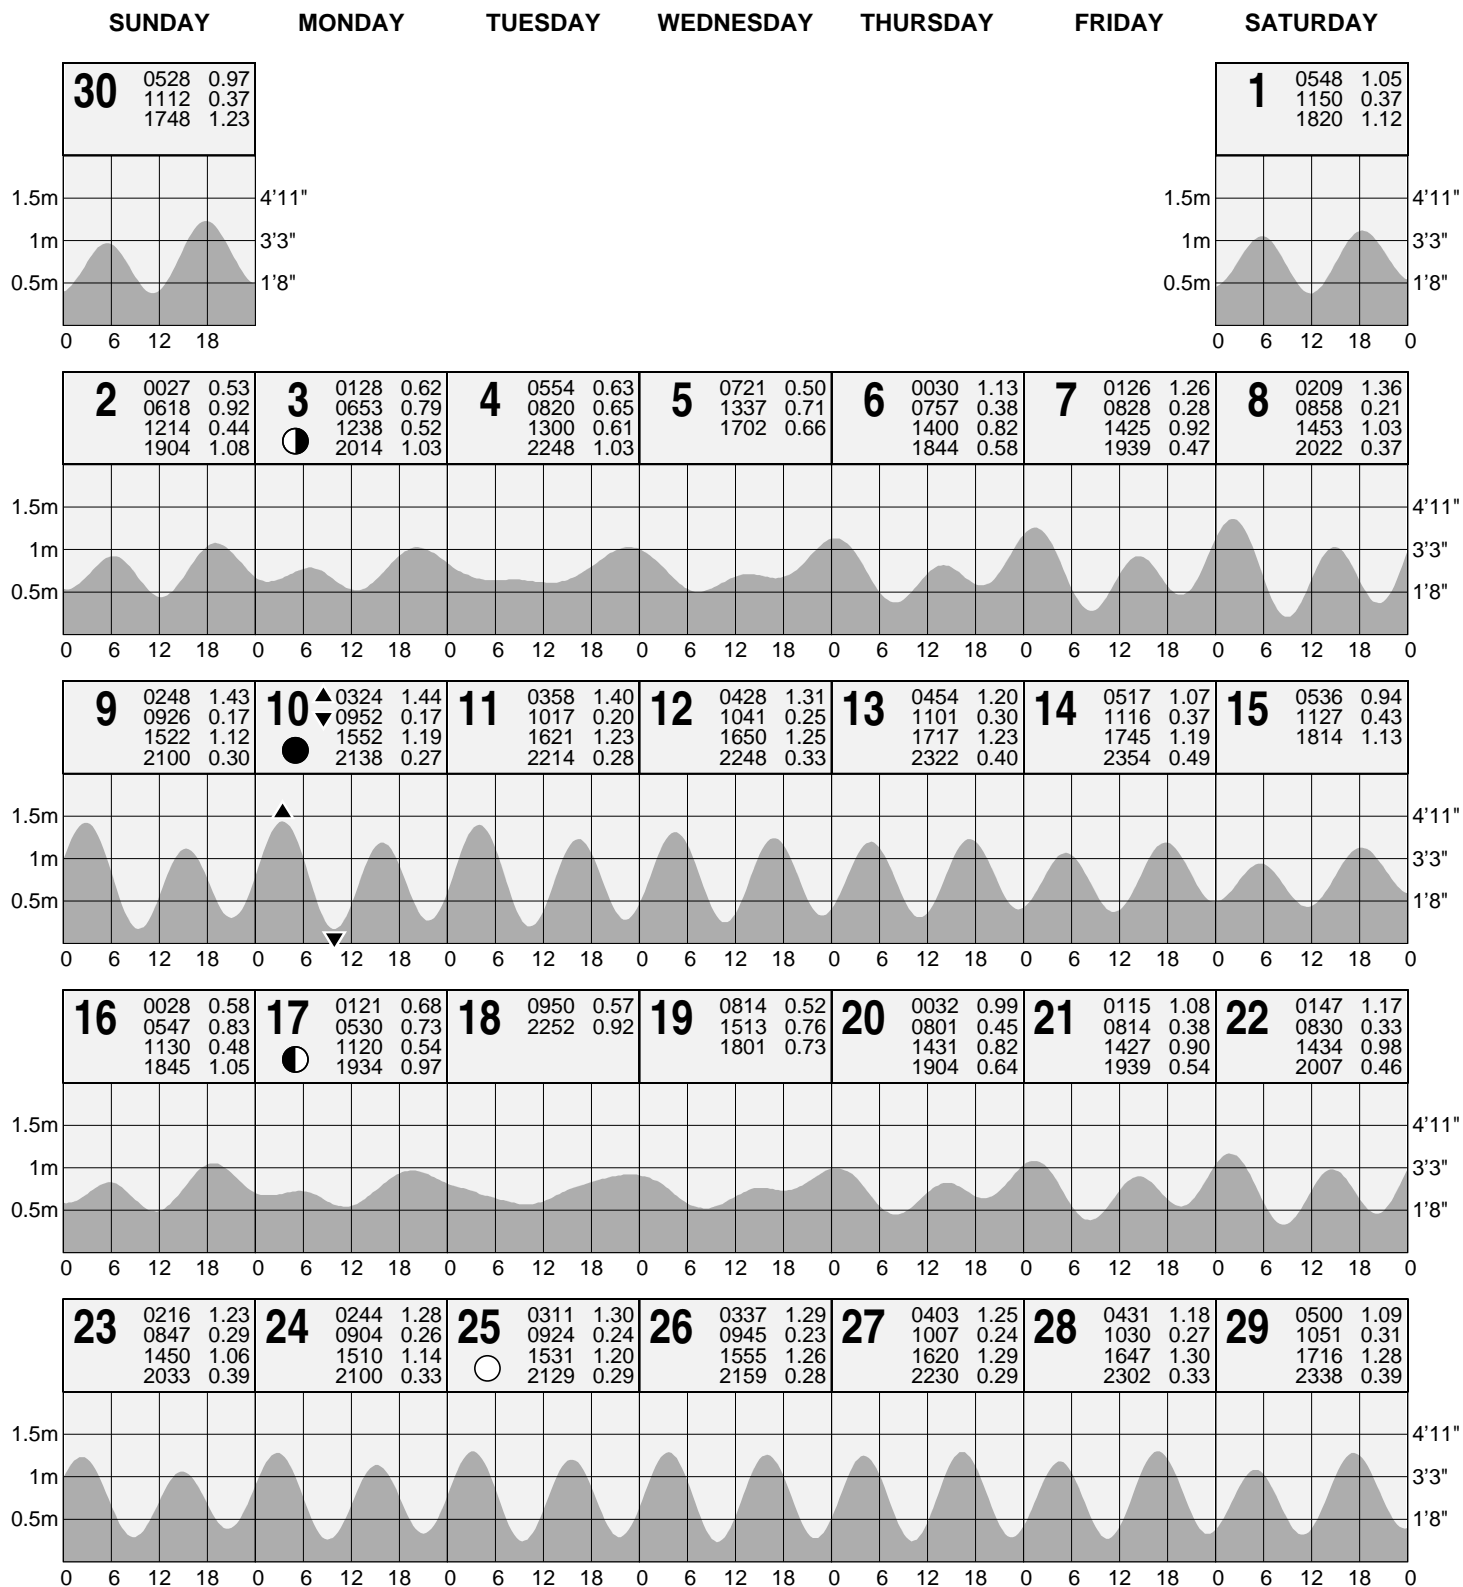 SUNDAY MONDAY TUESDAY WEDNESDAY THURSDAY FRIDAY SATURDAY
30 0528 0.97
1112 0.37
1748 1.23
1 0548 1.05
1150 0.37
1820 1.12
1.5m 4'11" 1.5m 4'11"
1m 3'3" 1m 3'3"
0.5m 1'8" 0.5m 1'8"
0 6 12 18 0 6 12 18 0
2 0027 0.53
0618 0.92
1214 0.44
1904 1.08
3 0128 0.62
0653 0.79
1238 0.52
2014 1.03
4 0554 0.63
0820 0.65
1300 0.61
2248 1.03
5 0721 0.50
1337 0.71
1702 0.66
6 0030 1.13
0757 0.38
1400 0.82
1844 0.58
7 0126 1.26
0828 0.28
1425 0.92
1939 0.47
8 0209 1.36
0858 0.21
1453 1.03
2022 0.37
1.5m 4'11"
1m 3'3"
0.5m 1'8"
0 6 12 18 0 6 12 18 0 6 12 18 0 6 12 18 0 6 12 18 0 6 12 18 0 6 12 18 0
9 0248 1.43
0926 0.17
1522 1.12
2100 0.30
10 0324 1.44
0952 0.17
1552 1.19
2138 0.27
11 0358 1.40
1017 0.20
1621 1.23
2214 0.28
12 0428 1.31
1041 0.25
1650 1.25
2248 0.33
13 0454 1.20
1101 0.30
1717 1.23
2322 0.40
14 0517 1.07
1116 0.37
1745 1.19
2354 0.49
15 0536 0.94
1127 0.43
1814 1.13
1.5m 4'11"
1m 3'3"
0.5m 1'8"
0 6 12 18 0 6 12 18 0 6 12 18 0 6 12 18 0 6 12 18 0 6 12 18 0 6 12 18 0
16 0028 0.58
0547 0.83
1130 0.48
1845 1.05
17 0121 0.68
0530 0.73
1120 0.54
1934 0.97
18 0950 0.57
2252 0.92
19 0814 0.52
1513 0.76
1801 0.73
20 0032 0.99
0801 0.45
1431 0.82
1904 0.64
21 0115 1.08
0814 0.38
1427 0.90
1939 0.54
22 0147 1.17
0830 0.33
1434 0.98
2007 0.46
1.5m 4'11"
1m 3'3"
0.5m 1'8"
0 6 12 18 0 6 12 18 0 6 12 18 0 6 12 18 0 6 12 18 0 6 12 18 0 6 12 18 0
23 0216 1.23
0847 0.29
1450 1.06
2033 0.39
24 0244 1.28
0904 0.26
1510 1.14
2100 0.33
25 0311 1.30
0924 0.24
1531 1.20
2129 0.29
26 0337 1.29
0945 0.23
1555 1.26
2159 0.28
27 0403 1.25
1007 0.24
1620 1.29
2230 0.29
28 0431 1.18
1030 0.27
1647 1.30
2302 0.33
29 0500 1.09
1051 0.31
1716 1.28
2338 0.39
1.5m 4'11"
1m 3'3"
0.5m 1'8"
0 6 12 18 0 6 12 18 0 6 12 18 0 6 12 18 0 6 12 18 0 6 12 18 0 6 12 18 0